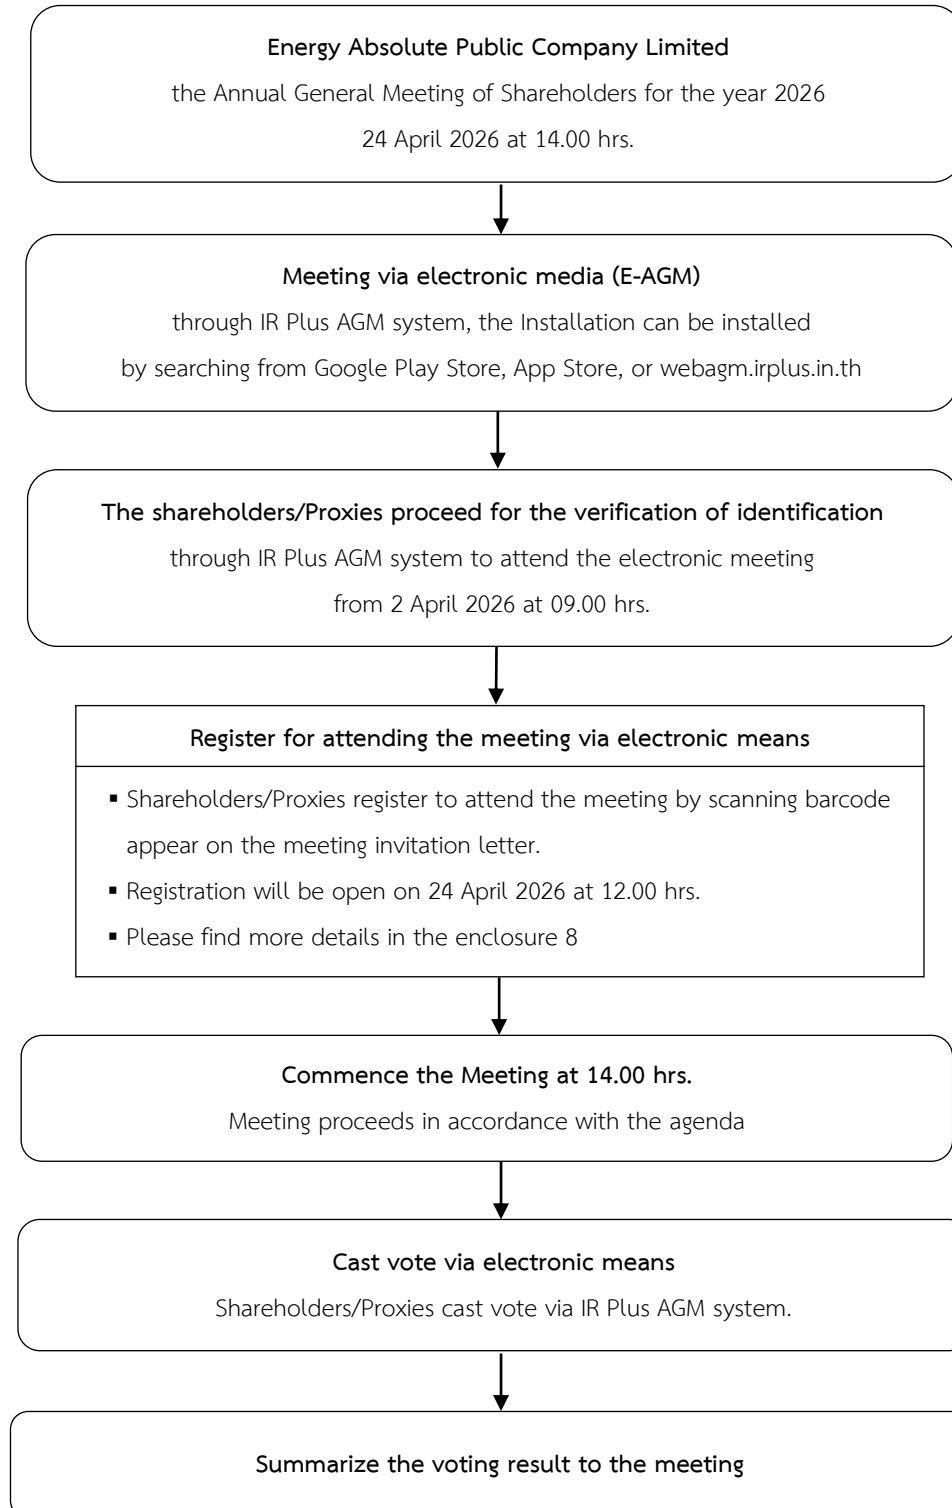 Energy Absolute Public Company Limited
the Annual General Meeting of Shareholders for the year 2026
24 April 2026 at 14.00 hrs.
Meeting via electronic media (E-AGM)
through IR Plus AGM system, the Installation can be installed
by searching from Google Play Store, App Store, or webagm.irplus.in.th
The shareholders/Proxies proceed for the verification of identification
through IR Plus AGM system to attend the electronic meeting
from 2 April 2026 at 09.00 hrs.
Register for attending the meeting via electronic means
▪ Shareholders/Proxies register to attend the meeting by scanning barcode
appear on the meeting invitation letter.
▪ Registration will be open on 24 April 2026 at 12.00 hrs.
▪ Please find more details in the enclosure 8
Commence the Meeting at 14.00 hrs.
Meeting proceeds in accordance with the agenda
Cast vote via electronic means
Shareholders/Proxies cast vote via IR Plus AGM system.
Summarize the voting result to the meeting